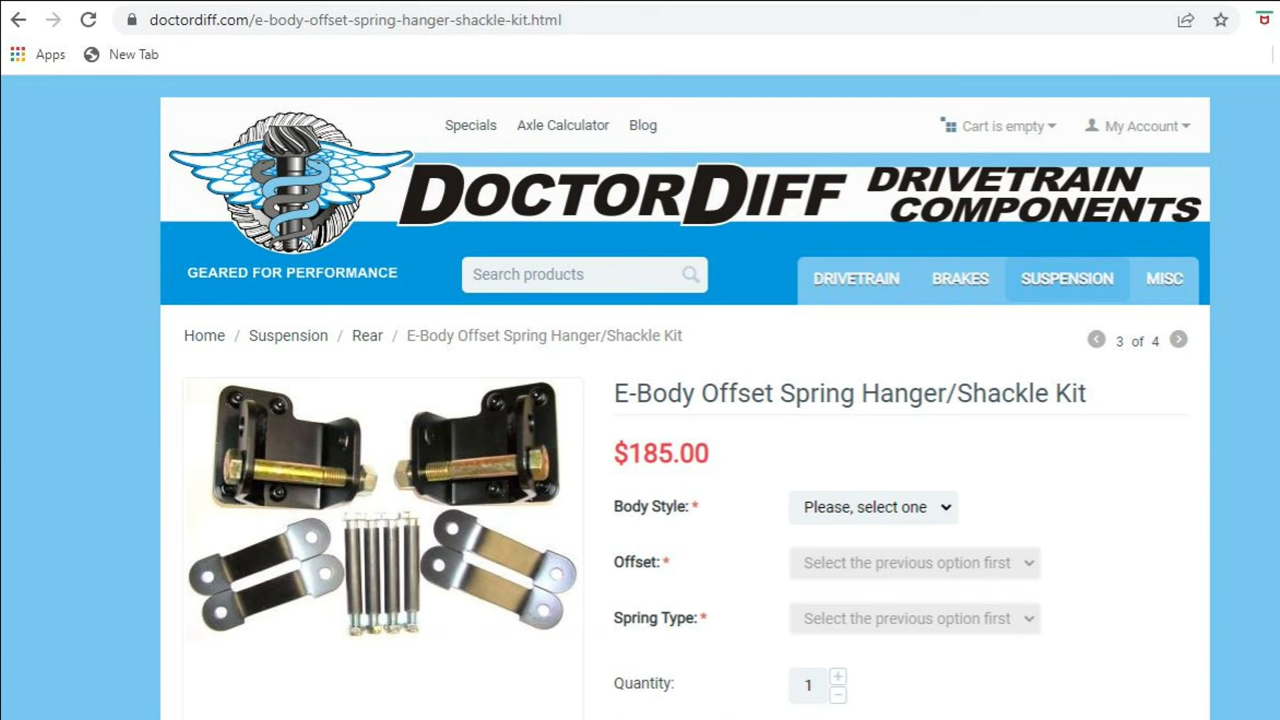 doctordiff.com/e-body-offset-spring-hanger-shackle-kit.html
Apps New Tab
Specials Axle Calculator Blog Cart is empty My Account
DOCTORDIFF DRIVETRAIN
COMPONENTS
GEARED FOR PERFORMANCE
Search products
DRIVETRAIN BRAKES SUSPENSION MISC
Home / Suspension / Rear / E-Body Offset Spring Hanger/Shackle Kit
3 of 4
E-Body Offset Spring Hanger/Shackle Kit
$185.00
Body Style: * Please, select one
Offset: * Select the previous option first
Spring Type: * Select the previous option first
Quantity: 1 + −